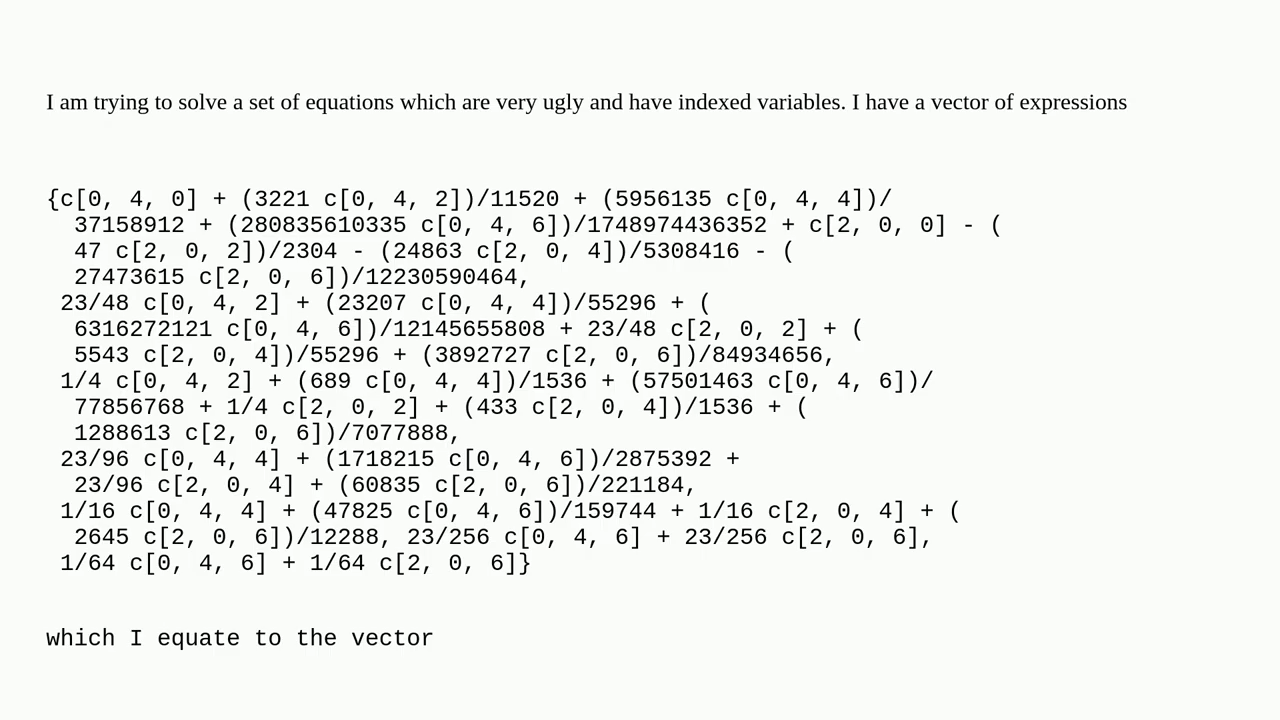 I am trying to solve a set of equations which are very ugly and have indexed variables. I have a vector of expressions
{c[0, 4, 0] + (3221 c[0, 4, 2])/11520 + (5956135 c[0, 4, 4])/
37158912 + (280835610335 c[0, 4, 6])/1748974436352 + c[2, 0, 0] - (
47 c[2, 0, 2])/2304 - (24863 c[2, 0, 4])/5308416 - (
27473615 c[2, 0, 6])/12230590464,
23/48 c[0, 4, 2] + (23207 c[0, 4, 4])/55296 + (
6316272121 c[0, 4, 6])/12145655808 + 23/48 c[2, 0, 2] + (
5543 c[2, 0, 4])/55296 + (3892727 c[2, 0, 6])/84934656,
1/4 c[0, 4, 2] + (689 c[0, 4, 4])/1536 + (57501463 c[0, 4, 6])/
77856768 + 1/4 c[2, 0, 2] + (433 c[2, 0, 4])/1536 + (
1288613 c[2, 0, 6])/7077888,
23/96 c[0, 4, 4] + (1718215 c[0, 4, 6])/2875392 +
23/96 c[2, 0, 4] + (60835 c[2, 0, 6])/221184,
1/16 c[0, 4, 4] + (47825 c[0, 4, 6])/159744 + 1/16 c[2, 0, 4] + (
2645 c[2, 0, 6])/12288, 23/256 c[0, 4, 6] + 23/256 c[2, 0, 6],
1/64 c[0, 4, 6] + 1/64 c[2, 0, 6]}
which I equate to the vector